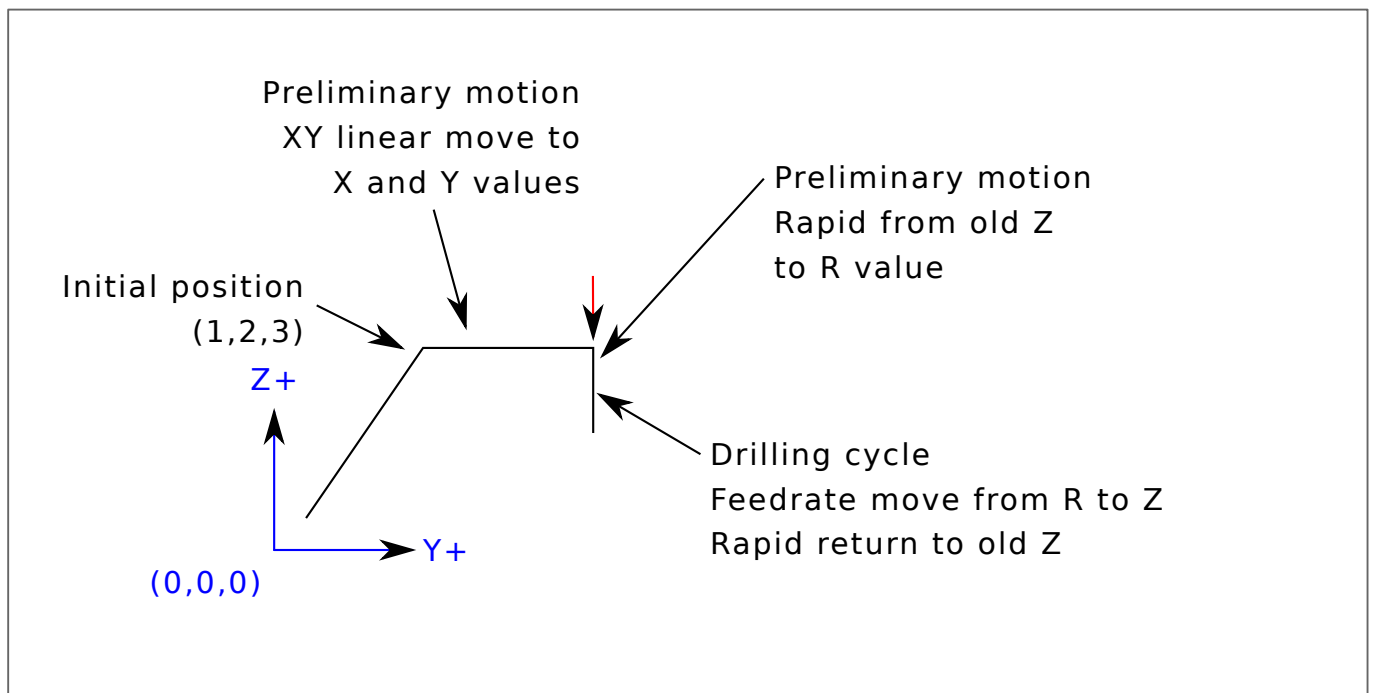 Preliminary motion
XY linear move to
X and Y values
Preliminary motion
Rapid from old Z
to R value
Initial position
(1,2,3)
Z+
Drilling cycle
Feedrate move from R to Z
Rapid return to old Z
Y+
(0,0,0)